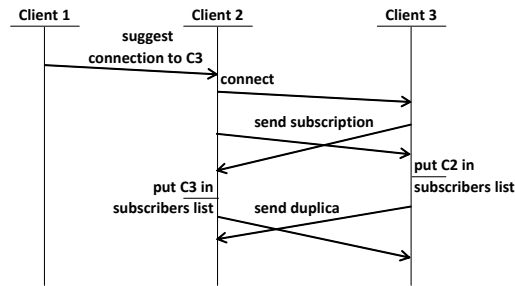 Client 1
Client 2
Client 3
suggest
connection to C3
connect
send subscription
put C2 in
subscribers list
put C3 in
subscribers list
send duplica